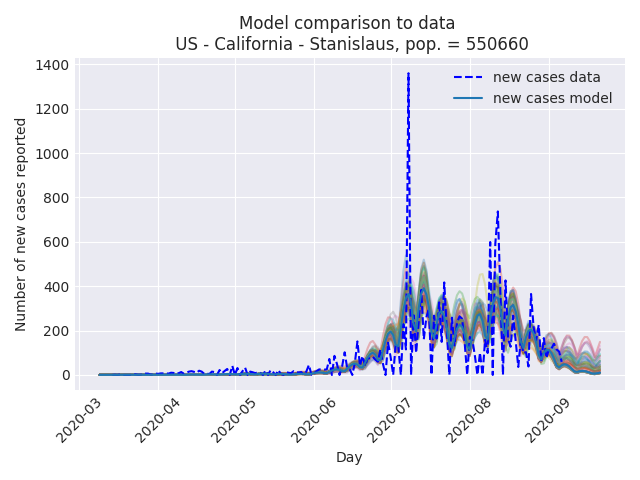 Model comparison to data
US - California - Stanislaus, pop. = 550660
new cases data
new cases model
Number of new cases reported
1400
1200
1000
800
600
400
200
0
2020-03
2020-04
2020-05
2020-06
2020-07
2020-08
2020-09
Day